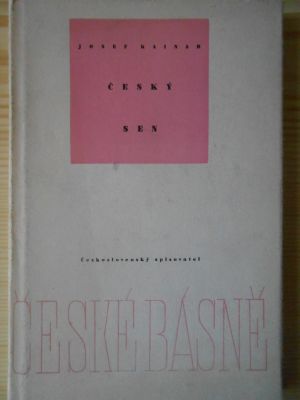 JOSEF KAINAR
ČESKÝ
SEN
Československý spisovatel
ČESKÉ BÁSNĚ